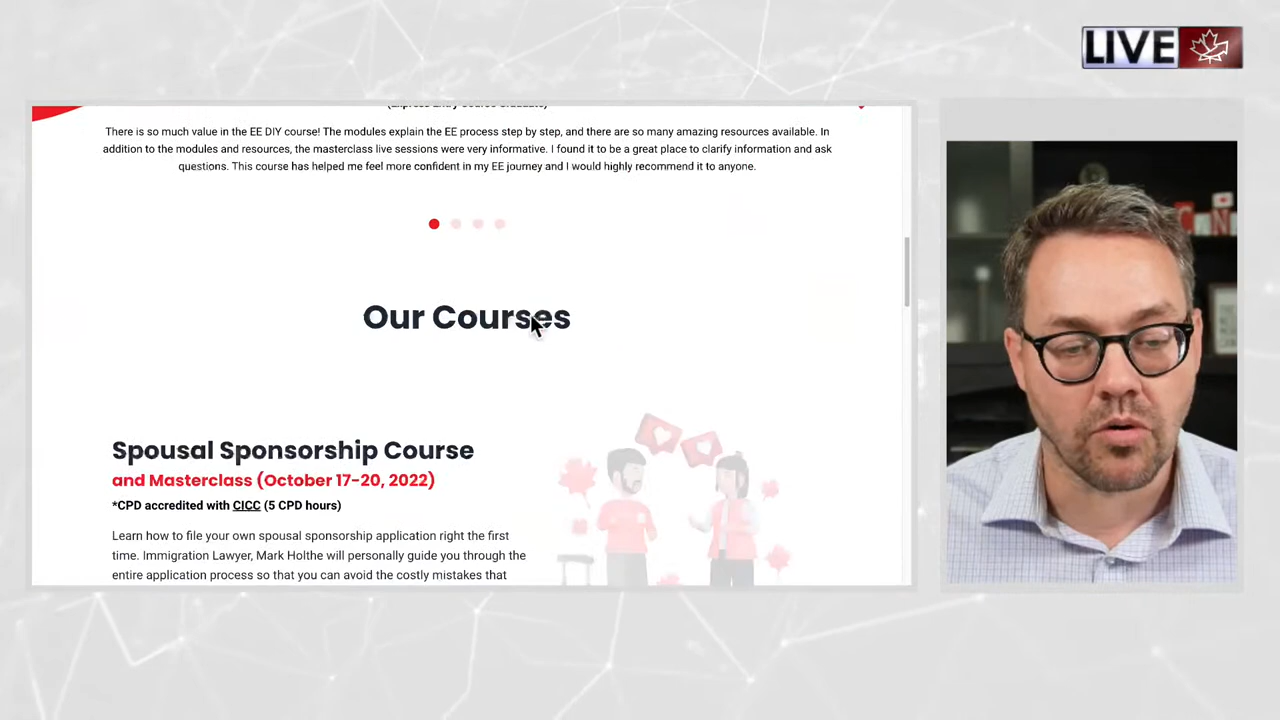 LIVE
(Express Entry Course Graduate)
There is so much value in the EE DIY course! The modules explain the EE process step by step, and there are so many amazing resources available. In
addition to the modules and resources, the masterclass live sessions were very informative. I found it to be a great place to clarify information and ask
questions. This course has helped me feel more confident in my EE journey and I would highly recommend it to anyone.
Our Courses
Spousal Sponsorship Course
and Masterclass (October 17-20, 2022)
*CPD accredited with CICC (5 CPD hours)
Learn how to file your own spousal sponsorship application right the first
time. Immigration Lawyer, Mark Holthe will personally guide you through the
entire application process so that you can avoid the costly mistakes that
C N